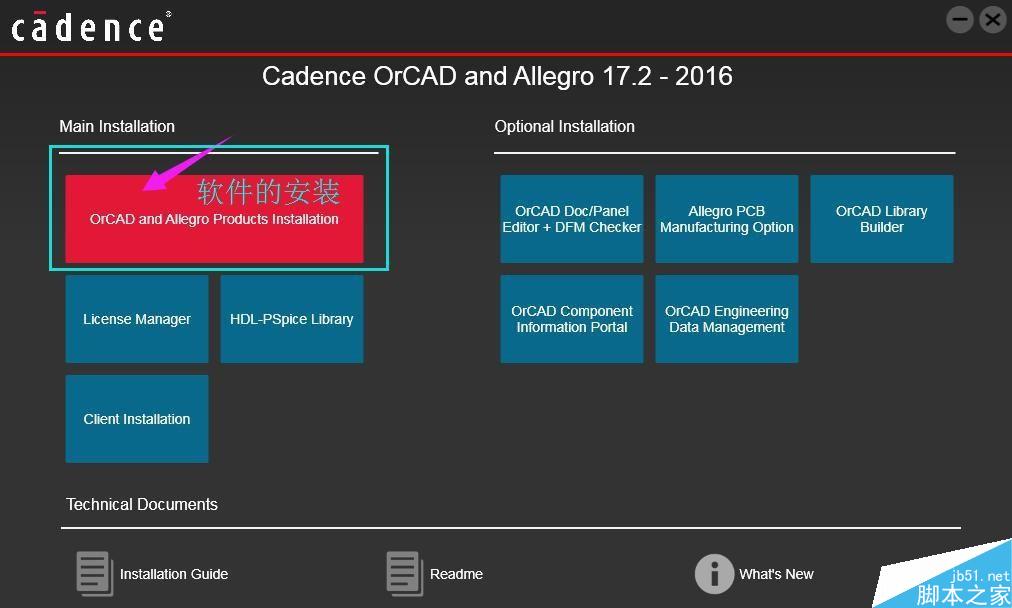 cādence®
Cadence OrCAD and Allegro 17.2 - 2016
Main Installation
软件的安装
OrCAD and Allegro Products Installation
License Manager
HDL-PSpice Library
Client Installation
Optional Installation
OrCAD Doc/Panel
Editor + DFM Checker
Allegro PCB
Manufacturing Option
OrCAD Library
Builder
OrCAD Component
Information Portal
OrCAD Engineering
Data Management
Technical Documents
Installation Guide
Readme
What's New
jb51.net
脚本之家